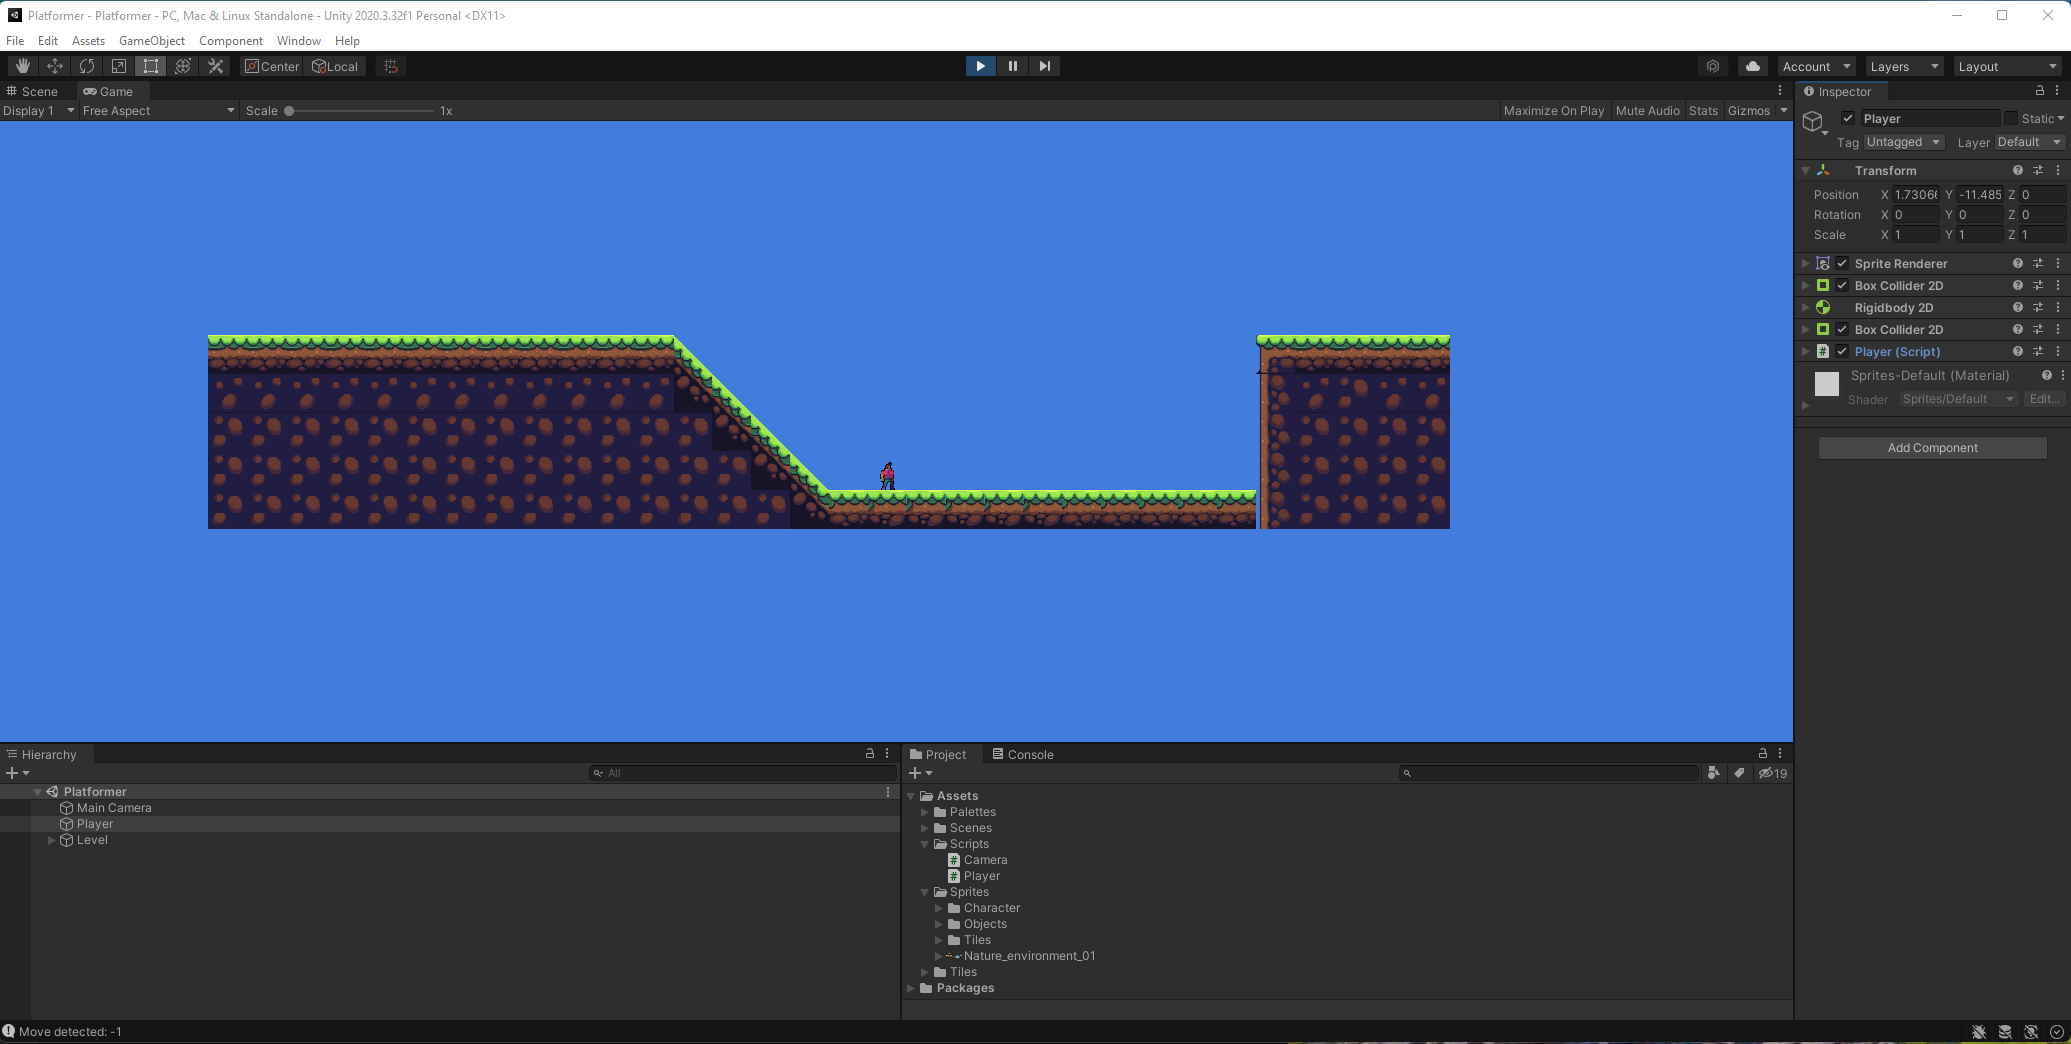 Platformer - Platformer - PC, Mac & Linux Standalone - Unity 2020.3.32f1 Personal <DX11>
File Edit Assets GameObject Component Window Help
Center Local Account Layers Layout
Scene Game
Display 1 Free Aspect Scale 1x Maximize On Play Mute Audio Stats Gizmos
Inspector
Player Static
Tag Untagged Layer Default
Transform
Position X 1.7306 Y -11.485 Z 0
Rotation X 0 Y 0 Z 0
Scale X 1 Y 1 Z 1
Sprite Renderer
Box Collider 2D
Rigidbody 2D
Box Collider 2D
# Player (Script)
Sprites-Default (Material)
Shader Sprites/Default Edit...
Add Component
Hierarchy
All
Platformer
Main Camera
Player
Level
Project Console
19
Assets
Palettes
Scenes
Scripts
# Camera
# Player
Sprites
Character
Objects
Tiles
Nature_environment_01
Tiles
Packages
Move detected: -1